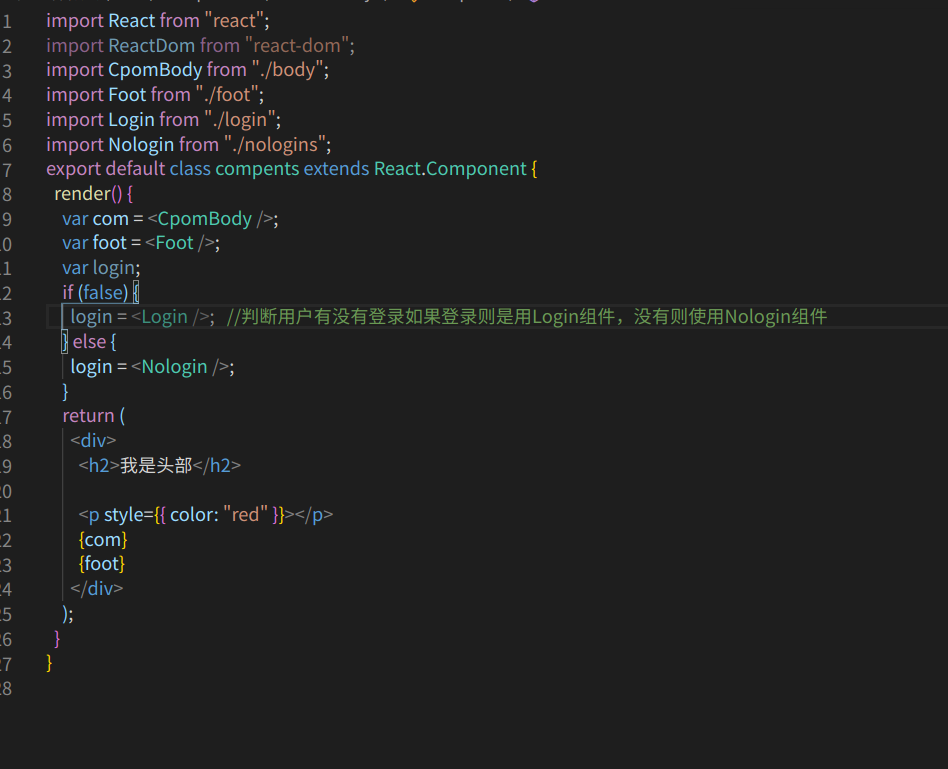 1 import React from "react";
2 import ReactDom from "react-dom";
3 import CpomBody from "./body";
4 import Foot from "./foot";
5 import Login from "./login";
6 import Nologin from "./nologins";
7 export default class compents extends React.Component {
8 render() {
9 var com = <CpomBody />;
10 var foot = <Foot />;
11 var login;
12 if (false) {
13 login = <Login />; //判断用户有没有登录如果登录则是用Login组件，没有则使用Nologin组件
14 } else {
15 login = <Nologin />;
16 }
17 return (
18 <div>
19 <h2>我是头部</h2>
20
21 <p style={{ color: "red" }}></p>
22 {com}
23 {foot}
24 </div>
25 );
26 }
27 }
28